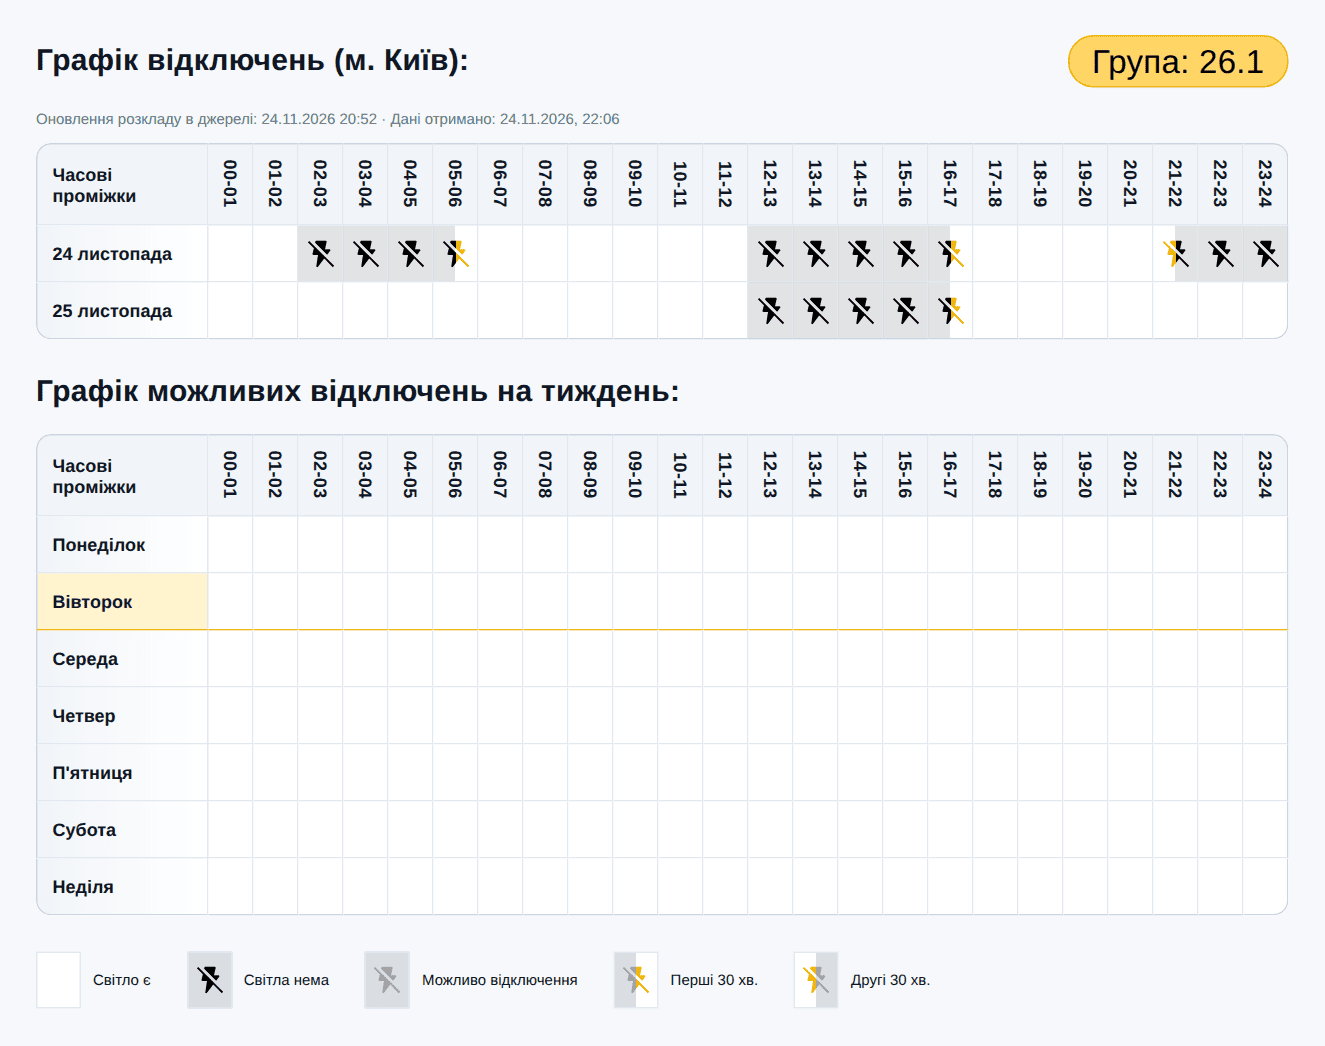 Графік відключень (м. Київ):
Група: 26.1
Оновлення розкладу в джерелі: 24.11.2026 20:52 · Дані отримано: 24.11.2026, 22:06
Часові проміжки 00-01 01-02 02-03 03-04 04-05 05-06 06-07 07-08 08-09 09-10 10-11 11-12 12-13 13-14 14-15 15-16 16-17 17-18 18-19 19-20 20-21 21-22 22-23 23-24
24 листопада
25 листопада
Графік можливих відключень на тиждень:
Часові проміжки 00-01 01-02 02-03 03-04 04-05 05-06 06-07 07-08 08-09 09-10 10-11 11-12 12-13 13-14 14-15 15-16 16-17 17-18 18-19 19-20 20-21 21-22 22-23 23-24
Понеділок
Вівторок
Середа
Четвер
П'ятниця
Субота
Неділя
Світло є Світла нема Можливо відключення Перші 30 хв. Другі 30 хв.